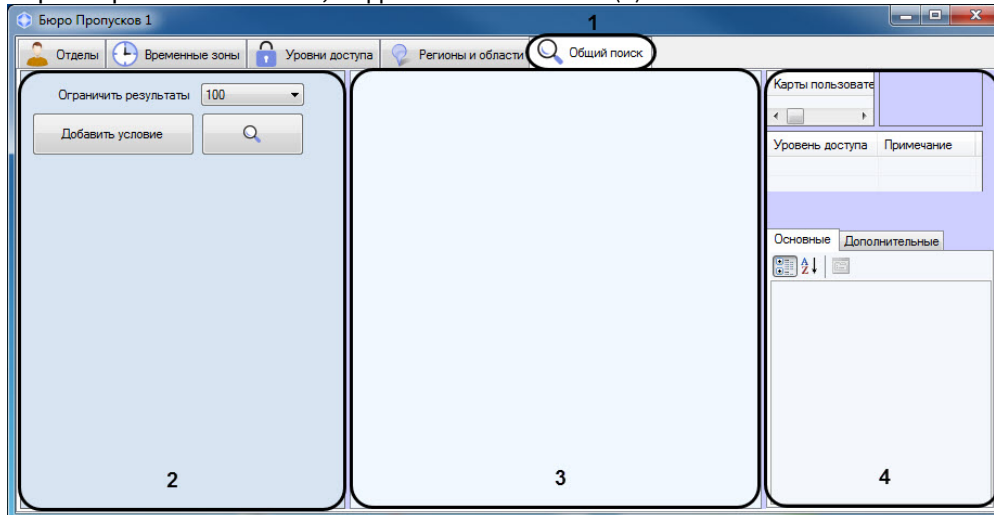 Бюро Пропусков 1
1
Отделы Временные зоны Уровни доступа Регионы и области Общий поиск
Ограничить результаты 100
Добавить условие
Карты пользовате
Уровень доступа Примечание
Основные Дополнительные
2 3 4